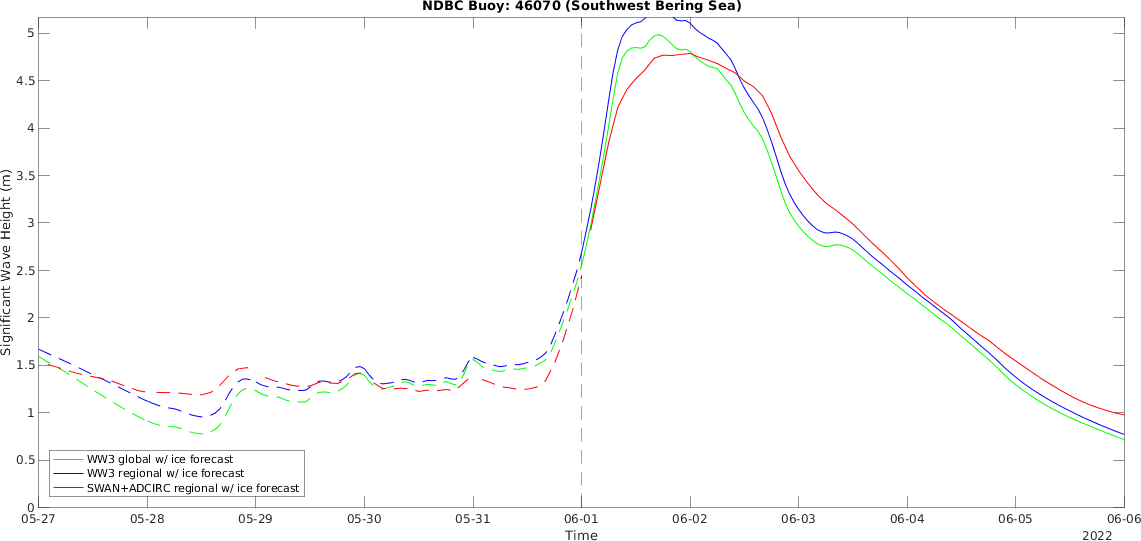 NDBC Buoy: 46070 (Southwest Bering Sea)
5
4.5
4
3.5
3
2.5
2
1.5
1
0.5
0
Significant Wave Height (m)
WW3 global w/ ice forecast
WW3 regional w/ ice forecast
SWAN+ADCIRC regional w/ ice forecast
05-27 05-28 05-29 05-30 05-31 06-01 06-02 06-03 06-04 06-05 06-06
Time
2022